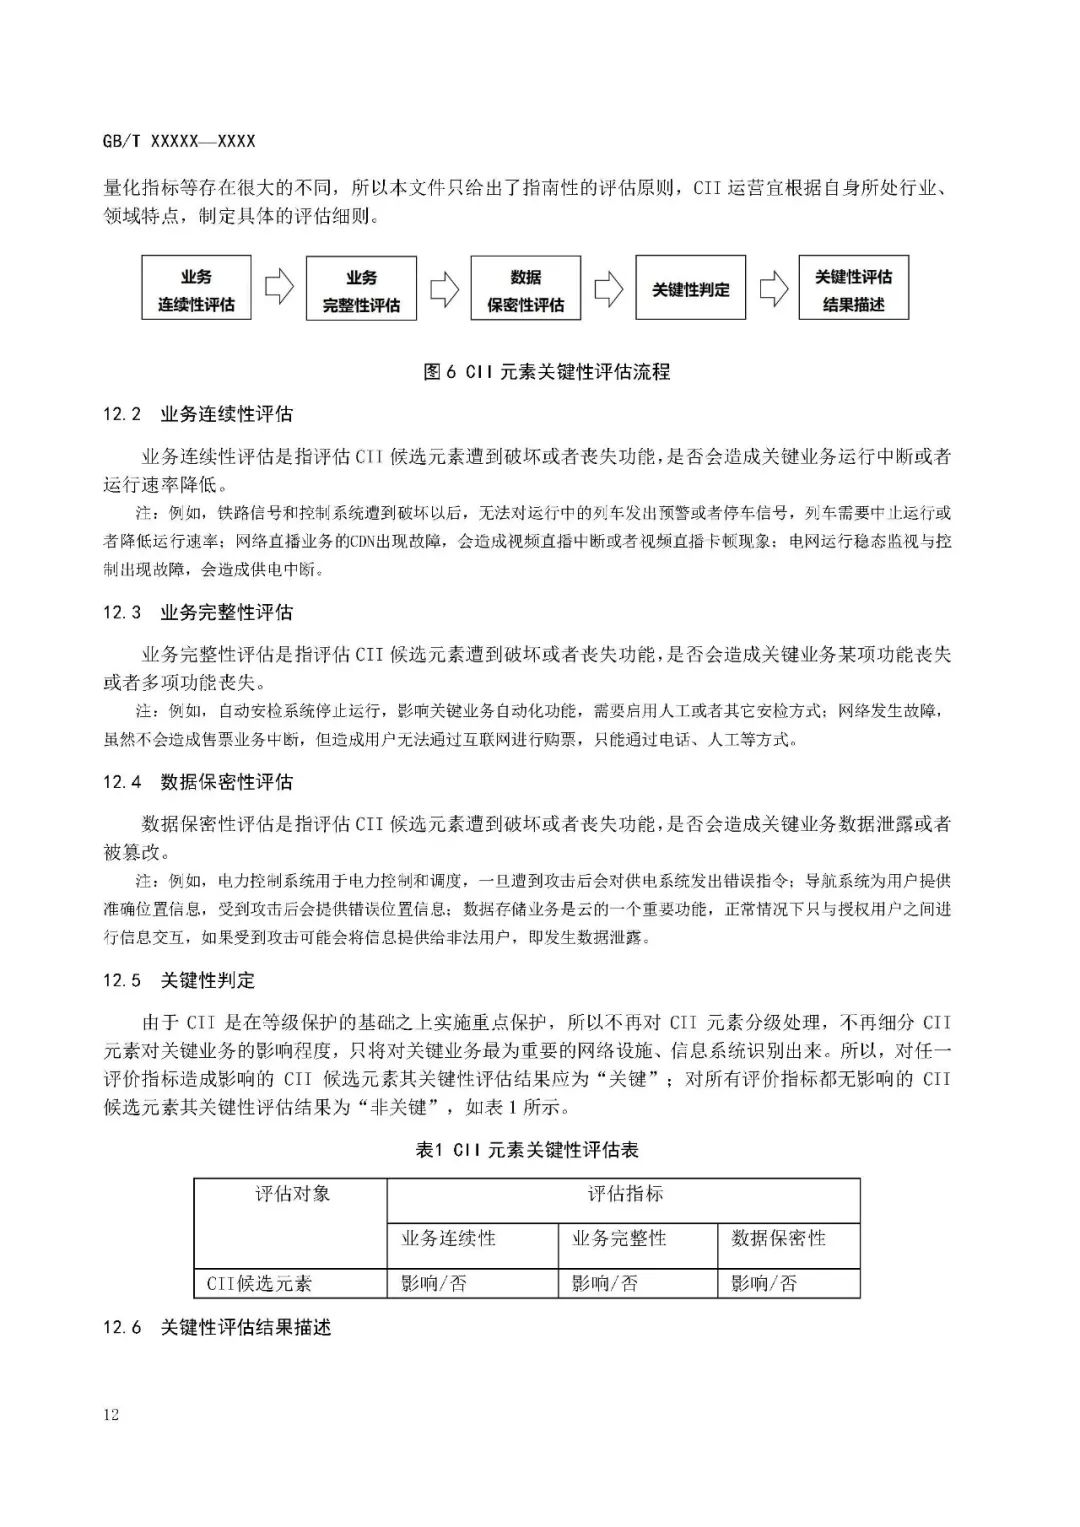 GB/T XXXXX—XXXX
量化指标等存在很大的不同，所以本文件只给出了指南性的评估原则，CII 运营宜根据自身所处行业、
领域特点，制定具体的评估细则。
业务
连续性评估
业务
完整性评估
数据
保密性评估
关键性判定
关键性评估
结果描述
图 6 CII 元素关键性评估流程
12.2 业务连续性评估
业务连续性评估是指评估 CII 候选元素遭到破坏或者丧失功能，是否会造成关键业务运行中断或者
运行速率降低。
注：例如，铁路信号和控制系统遭到破坏以后，无法对运行中的列车发出预警或者停车信号，列车需要中止运行或
者降低运行速率；网络直播业务的CDN出现故障，会造成视频直播中断或者视频直播卡顿现象；电网运行稳态监视与控
制出现故障，会造成供电中断。
12.3 业务完整性评估
业务完整性评估是指评估 CII 候选元素遭到破坏或者丧失功能，是否会造成关键业务某项功能丧失
或者多项功能丧失。
注：例如，自动安检系统停止运行，影响关键业务自动化功能，需要启用人工或者其它安检方式；网络发生故障，
虽然不会造成售票业务中断，但造成用户无法通过互联网进行购票，只能通过电话、人工等方式。
12.4 数据保密性评估
数据保密性评估是指评估 CII 候选元素遭到破坏或者丧失功能，是否会造成关键业务数据泄露或者
被篡改。
注：例如，电力控制系统用于电力控制和调度，一旦遭到攻击后会对供电系统发出错误指令；导航系统为用户提供
准确位置信息，受到攻击后会提供错误位置信息；数据存储业务是云的一个重要功能，正常情况下只与授权用户之间进
行信息交互，如果受到攻击可能会将信息提供给非法用户，即发生数据泄露。
12.5 关键性判定
由于 CII 是在等级保护的基础之上实施重点保护，所以不再对 CII 元素分级处理，不再细分 CII
元素对关键业务的影响程度，只将对关键业务最为重要的网络设施、信息系统识别出来。所以，对任一
评价指标造成影响的 CII 候选元素其关键性评估结果应为“关键”；对所有评价指标都无影响的 CII
候选元素其关键性评估结果为“非关键”，如表 1 所示。
表1 CII 元素关键性评估表
评估对象 评估指标
业务连续性 业务完整性 数据保密性
CII候选元素 影响/否 影响/否 影响/否
12.6 关键性评估结果描述
12